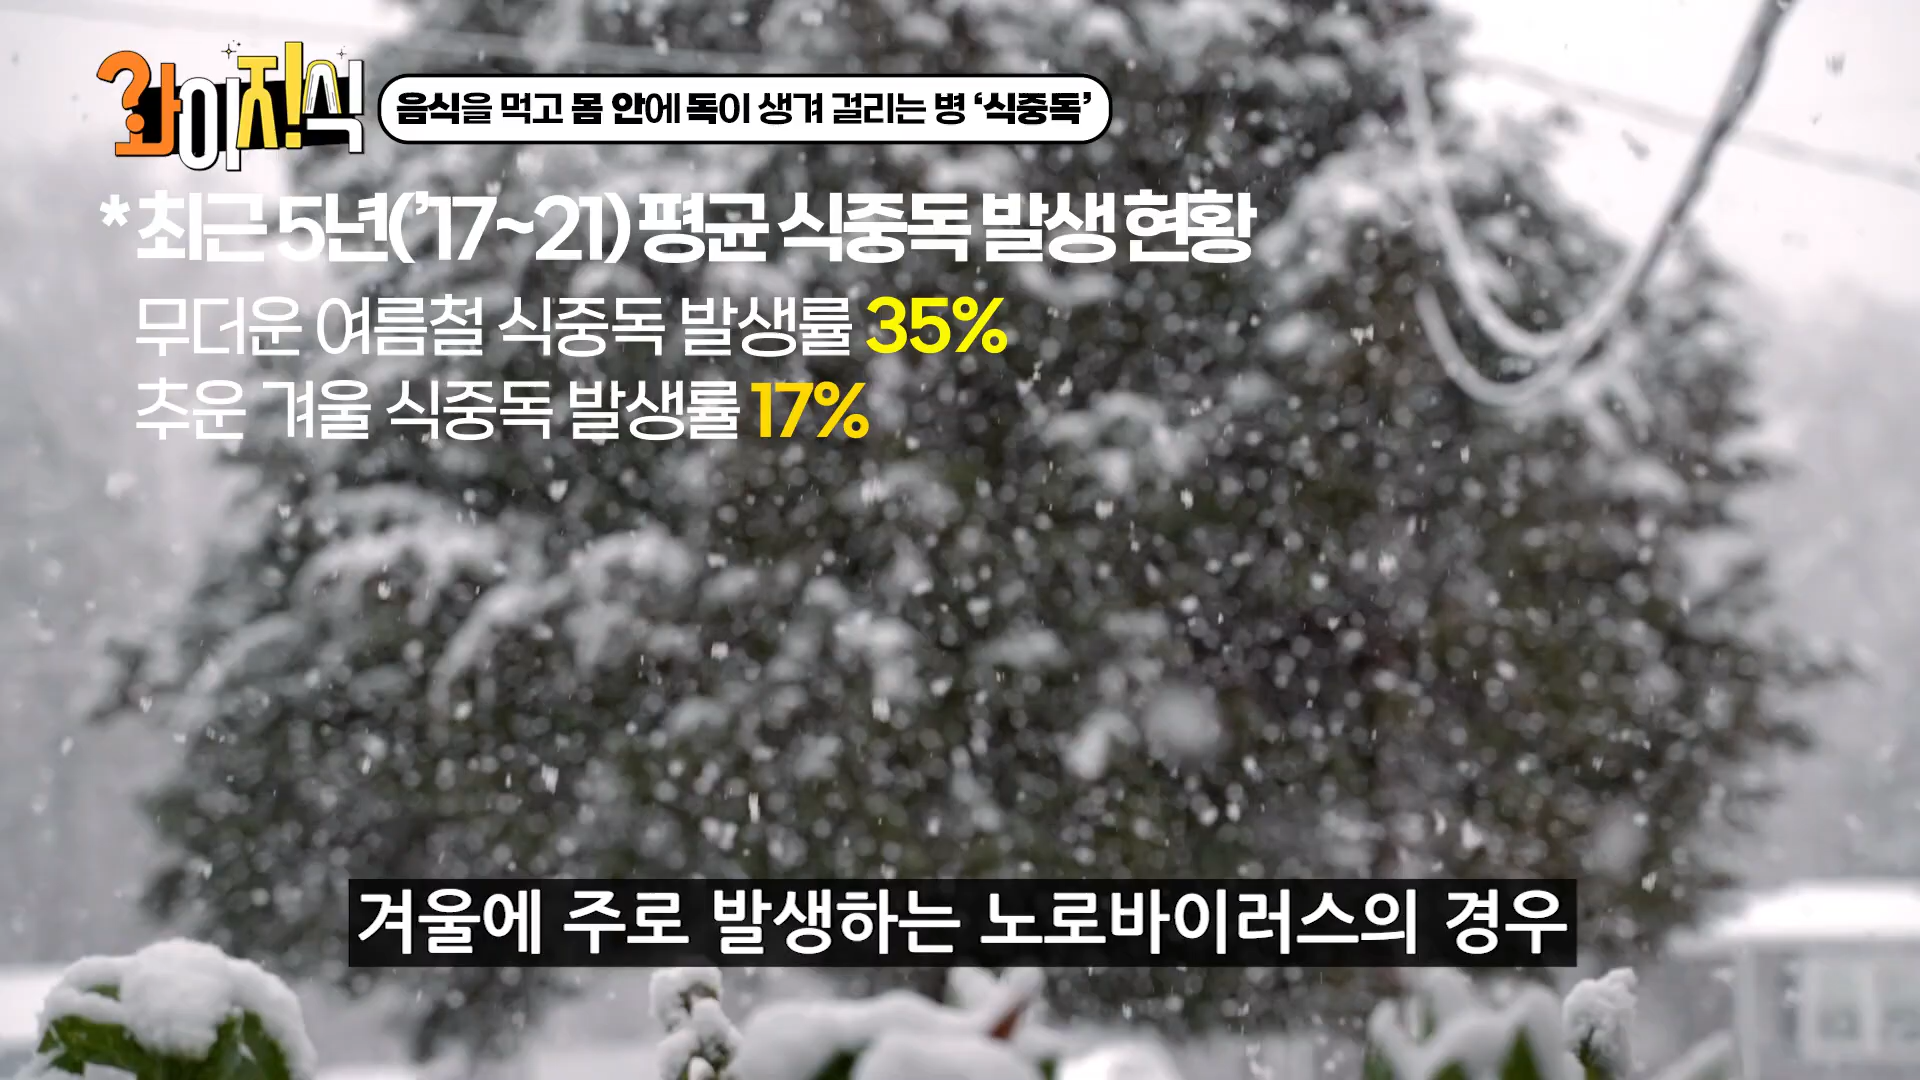 ?와이지!식
음식을 먹고 몸 안에 독이 생겨 걸리는 병 ‘식중독’
* 최근 5년(’17~21) 평균 식중독 발생 현황
무더운 여름철 식중독 발생률 35%
추운 겨울 식중독 발생률 17%
겨울에 주로 발생하는 노로바이러스의 경우